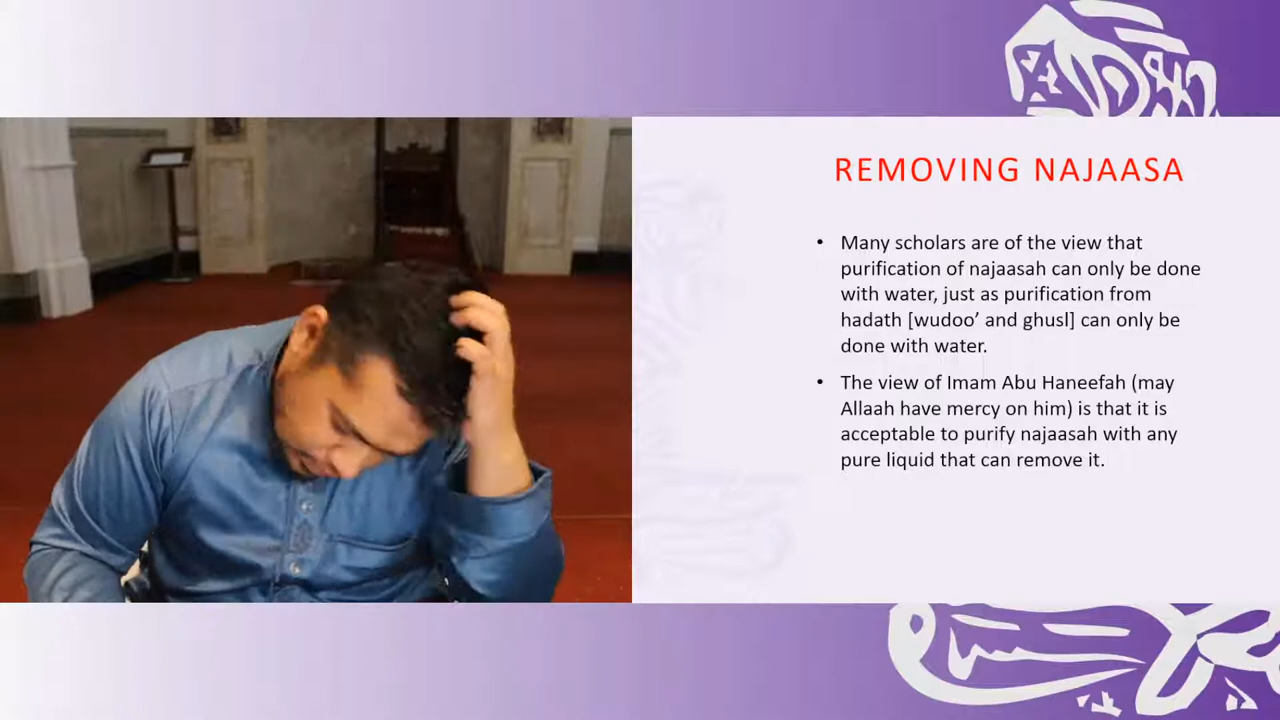 REMOVING NAJAASA
• Many scholars are of the view that
purification of najaasah can only be done
with water, just as purification from
hadath [wudoo’ and ghusl] can only be
done with water.
• The view of Imam Abu Haneefah (may
Allaah have mercy on him) is that it is
acceptable to purify najaasah with any
pure liquid that can remove it.